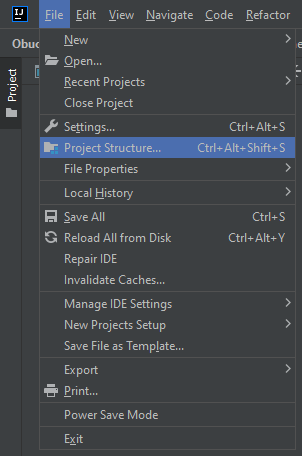 IJ File Edit View Navigate Code Refactor
Obuc
Project
New
Open...
Recent Projects
Close Project
Settings... Ctrl+Alt+S
Project Structure... Ctrl+Alt+Shift+S
File Properties
Local History
Save All Ctrl+S
Reload All from Disk Ctrl+Alt+Y
Repair IDE
Invalidate Caches...
Manage IDE Settings
New Projects Setup
Save File as Template...
Export
Print...
Power Save Mode
Exit